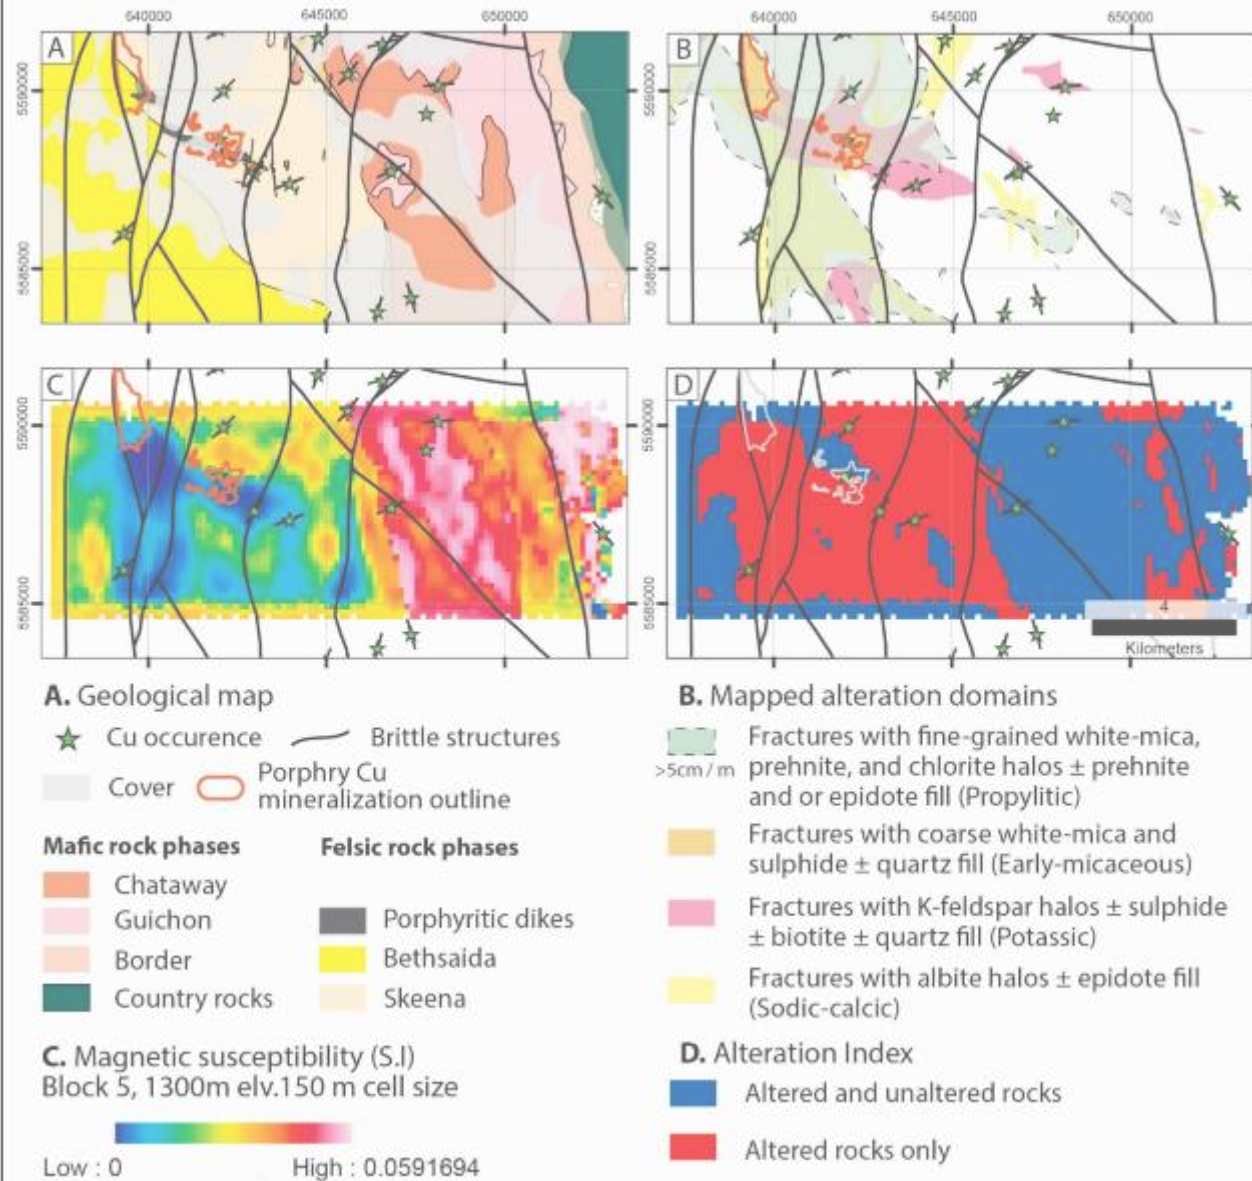 640000 645000 650000
640000 645000 650000
A
B
5590000
5590000
5585000
5585000
C
D
5590000
5590000
5585000
5585000
4
Kilometers
A. Geological map
Cu occurence
Brittle structures
Cover
Porphry Cu
mineralization outline
Mafic rock phases
Felsic rock phases
Chataway
Guichon
Porphyritic dikes
Border
Bethsaida
Country rocks
Skeena
C. Magnetic susceptibility (S.I)
Block 5, 1300m elv.150 m cell size
Low : 0
High : 0.0591694
B. Mapped alteration domains
Fractures with fine-grained white-mica,
>5cm / m
prehnite, and chlorite halos ± prehnite
and or epidote fill (Propylitic)
Fractures with coarse white-mica and
sulphide ± quartz fill (Early-micaceous)
Fractures with K-feldspar halos ± sulphide
± biotite ± quartz fill (Potassic)
Fractures with albite halos ± epidote fill
(Sodic-calcic)
D. Alteration Index
Altered and unaltered rocks
Altered rocks only